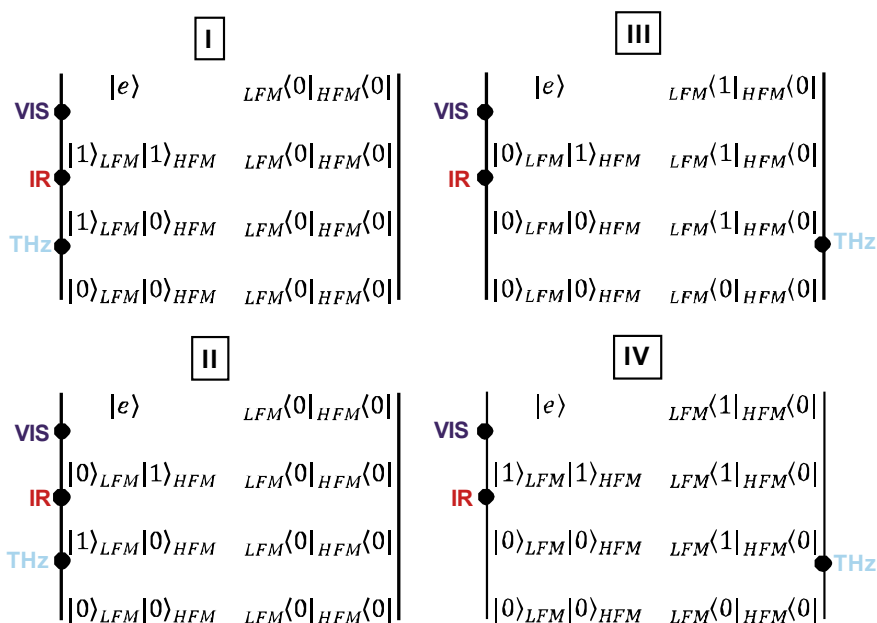 I
|e⟩ LFM⟨0|HFM⟨0|
VIS
|1⟩LFM|1⟩HFM LFM⟨0|HFM⟨0|
IR
|1⟩LFM|0⟩HFM LFM⟨0|HFM⟨0|
THz
|0⟩LFM|0⟩HFM LFM⟨0|HFM⟨0|
III
|e⟩ LFM⟨1|HFM⟨0|
VIS
|0⟩LFM|1⟩HFM LFM⟨1|HFM⟨0|
IR
|0⟩LFM|0⟩HFM LFM⟨1|HFM⟨0|
THz
|0⟩LFM|0⟩HFM LFM⟨0|HFM⟨0|
II
|e⟩ LFM⟨0|HFM⟨0|
VIS
|0⟩LFM|1⟩HFM LFM⟨0|HFM⟨0|
IR
|1⟩LFM|0⟩HFM LFM⟨0|HFM⟨0|
THz
|0⟩LFM|0⟩HFM LFM⟨0|HFM⟨0|
IV
|e⟩ LFM⟨1|HFM⟨0|
VIS
|1⟩LFM|1⟩HFM LFM⟨1|HFM⟨0|
IR
|0⟩LFM|0⟩HFM LFM⟨1|HFM⟨0|
THz
|0⟩LFM|0⟩HFM LFM⟨0|HFM⟨0|